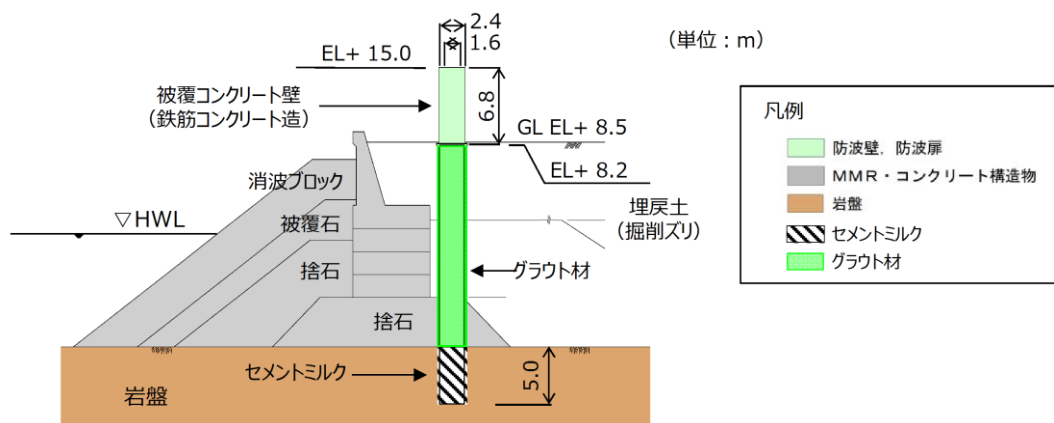 2.4
1.6
(単位:m)
EL+ 15.0
被覆コンクリート壁
(鉄筋コンクリート造)
6.8
GL EL+ 8.5
EL+ 8.2
消波ブロック
▽HWL
被覆石
埋戻土
(掘削ズリ)
捨石
グラウト材
捨石
セメントミルク
5.0
岩盤
凡例
防波壁,防波扉
MMR・コンクリート構造物
岩盤
セメントミルク
グラウト材